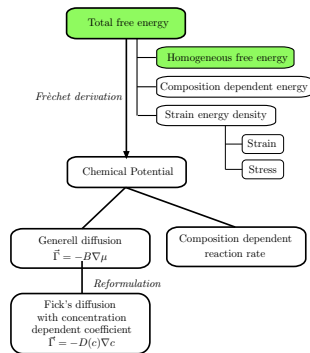 Total free energy
Homogeneous free energy
Composition dependent energy
Frèchet derivation
Strain energy density
Strain
Stress
Chemical Potential
Generell diffusion
Γ⃗ = −B∇μ
Composition dependent
reaction rate
Reformulation
Fick's diffusion
with concentration
dependent coefficient
Γ⃗ = −D(c)∇c